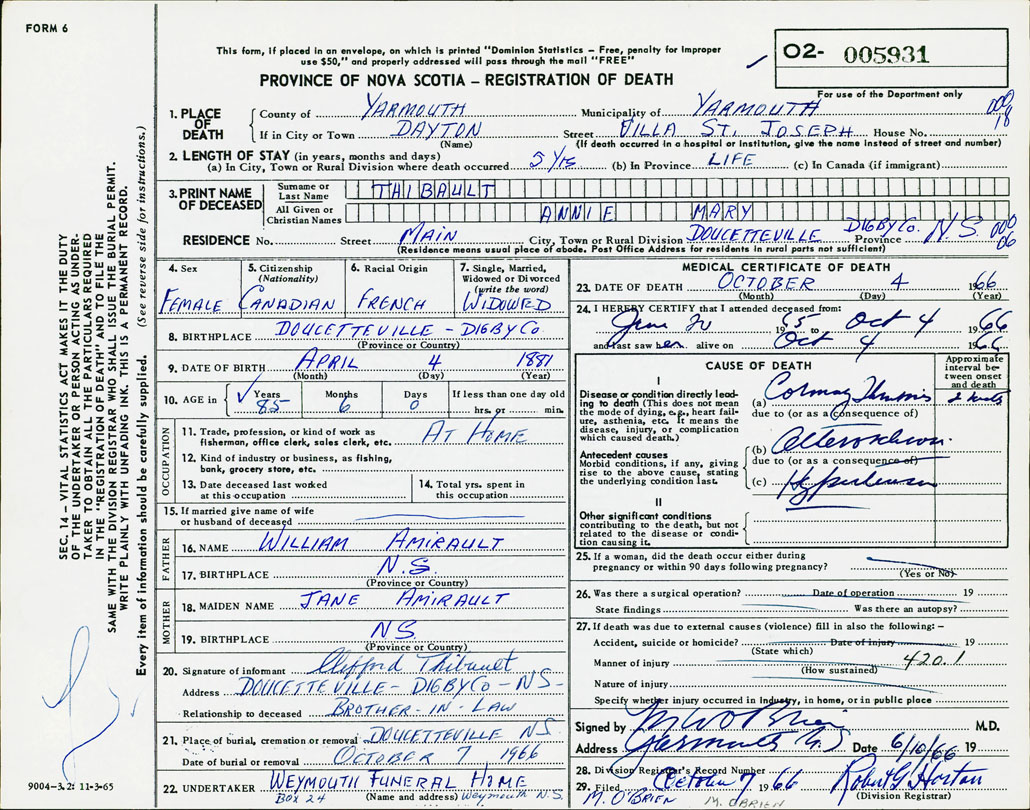 FORM 6
This form, if placed in an envelope, on which is printed "Dominion Statistics – Free, penalty for improper
use $50," and properly addressed will pass through the mail "FREE"
PROVINCE OF NOVA SCOTIA – REGISTRATION OF DEATH
02- 005931
For use of the Department only
1. PLACE OF DEATH
County of YARMOUTH Municipality of YARMOUTH
If in City or Town DAYTON Street VILLA ST. JOSEPH House No.
(Name) (If death occurred in a hospital or institution, give the name instead of street and number)
2. LENGTH OF STAY (in years, months and days)
(a) In City, Town or Rural Division where death occurred 5 yrs (b) In Province LIFE (c) In Canada (if immigrant)
3. PRINT NAME OF DECEASED
Surname or Last Name THIBAULT
All Given or Christian Names ANNIE MARY
RESIDENCE No. Street MAIN City, Town or Rural Division DOUCETTEVILLE DIGBY CO. Province N.S.
(Residence means usual place of abode. Post Office Address for residents in rural parts not sufficient)
4. Sex FEMALE
5. Citizenship (Nationality) CANADIAN
6. Racial Origin FRENCH
7. Single, Married, Widowed or Divorced (write the word) WIDOWED
8. BIRTHPLACE DOUCETTEVILLE – DIGBY CO
(Province or Country)
9. DATE OF BIRTH APRIL 4 1881
(Month) (Day) (Year)
10. AGE in Years 85 Months 6 Days 0 If less than one day old
hrs. or min.
OCCUPATION
11. Trade, profession, or kind of work as
fisherman, office clerk, sales clerk, etc. AT HOME
12. Kind of industry or business, as fishing,
bank, grocery store, etc.
13. Date deceased last worked
at this occupation
14. Total yrs. spent in
this occupation
15. If married give name of wife
or husband of deceased
FATHER
16. NAME WILLIAM AMIRAULT
17. BIRTHPLACE N.S.
(Province or Country)
MOTHER
18. MAIDEN NAME JANE AMIRAULT
19. BIRTHPLACE NS
(Province or Country)
20. Signature of informant Clifford Thibault
Address DOUCETTEVILLE – DIGBY CO – NS –
Relationship to deceased BROTHER-IN-LAW
21. Place of burial, cremation or removal DOUCETTEVILLE NS
Date of burial or removal OCTOBER 7 1966
22. UNDERTAKER WEYMOUTH FUNERAL HOME
BOX 24 (Name and address) Weymouth N.S.
MEDICAL CERTIFICATE OF DEATH
23. DATE OF DEATH OCTOBER 4 1966
(Month) (Day) (Year)
24. I HEREBY CERTIFY that I attended deceased from:
1965 to Oct 4 1966
and last saw her alive on Oct 4 1966
CAUSE OF DEATH
Approximate interval between onset and death
I
Disease or condition directly leading to death (This does not mean
the mode of dying, e.g., heart failure, asthenia, etc. It means the
disease, injury, or complication
which caused death.)
(a)
due to (or as a consequence of)
Antecedent causes
Morbid conditions, if any, giving
rise to the above cause, stating
the underlying condition last.
(b)
due to (or as a consequence of)
(c) Hypertension
II
Other significant conditions
contributing to the death, but not
related to the disease or condition causing it.
25. If a woman, did the death occur either during
pregnancy or within 90 days following pregnancy?
(Yes or No)
26. Was there a surgical operation? Date of operation 19
State findings Was there an autopsy?
27. If death was due to external causes (violence) fill in also the following: –
Accident, suicide or homicide? Date of injury 19
(State which)
Manner of injury 420.1
(How sustained)
Nature of injury
Specify whether injury occurred in Industry, in home, or in public place
Signed by M.D.
Address Yarmouth N.S. Date 6/10/66 19
28. Division Registrar's Record Number
29. Filed October 7 1966 Robert G. Horton
(Division Registrar)
M. O'BRIEN
M. OBRIEN
SEC. 14 – VITAL STATISTICS ACT MAKES IT THE DUTY
OF THE UNDERTAKER OR PERSON ACTING AS UNDER-
TAKER TO OBTAIN ALL THE PARTICULARS REQUIRED
IN THE "REGISTRATION OF DEATH" AND TO FILE THE
SAME WITH THE DIVISION REGISTRAR WHO SHALL ISSUE THE BURIAL PERMIT.
WRITE PLAINLY WITH UNFADING INK. THIS IS A PERMANENT RECORD.
Every item of information should be carefully supplied. (See reverse side for instructions.)
9004-3.2: 11-3-65